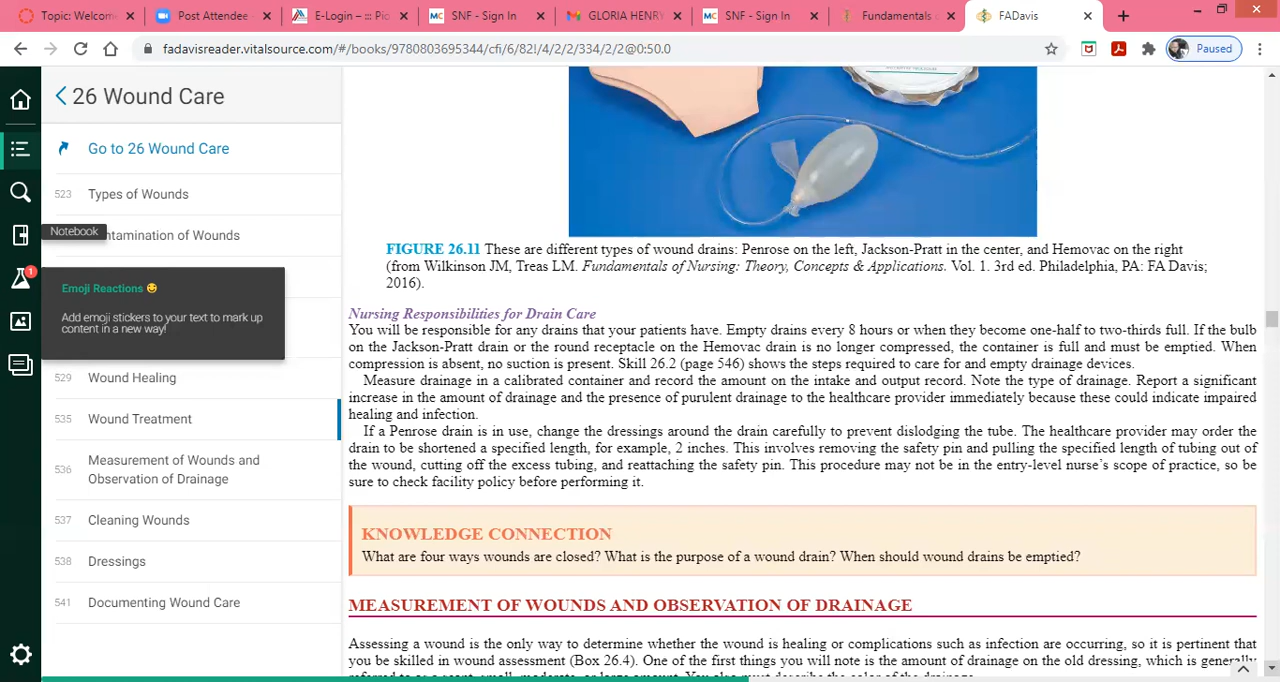 Topic: Welcom
Post Attendee -
E-Login – ::: Pic
SNF - Sign In
GLORIA HENRY
SNF - Sign In
Fundamentals o
FADavis
fadavisreader.vitalsource.com/#/books/9780803695344/cfi/6/82!/4/2/2/334/2/2@0:50.0
Paused
26 Wound Care
Go to 26 Wound Care
523 Types of Wounds
Notebook
ntamination of Wounds
1
Emoji Reactions 😀
Add emoji stickers to your text to mark up
content in a new way!
529 Wound Healing
535 Wound Treatment
536 Measurement of Wounds and
Observation of Drainage
537 Cleaning Wounds
538 Dressings
541 Documenting Wound Care
FIGURE 26.11 These are different types of wound drains: Penrose on the left, Jackson-Pratt in the center, and Hemovac on the right
(from Wilkinson JM, Treas LM. Fundamentals of Nursing: Theory, Concepts & Applications. Vol. 1. 3rd ed. Philadelphia, PA: FA Davis;
2016).
Nursing Responsibilities for Drain Care
You will be responsible for any drains that your patients have. Empty drains every 8 hours or when they become one-half to two-thirds full. If the bulb
on the Jackson-Pratt drain or the round receptacle on the Hemovac drain is no longer compressed, the container is full and must be emptied. When
compression is absent, no suction is present. Skill 26.2 (page 546) shows the steps required to care for and empty drainage devices.
Measure drainage in a calibrated container and record the amount on the intake and output record. Note the type of drainage. Report a significant
increase in the amount of drainage and the presence of purulent drainage to the healthcare provider immediately because these could indicate impaired
healing and infection.
If a Penrose drain is in use, change the dressings around the drain carefully to prevent dislodging the tube. The healthcare provider may order the
drain to be shortened a specified length, for example, 2 inches. This involves removing the safety pin and pulling the specified length of tubing out of
the wound, cutting off the excess tubing, and reattaching the safety pin. This procedure may not be in the entry-level nurse's scope of practice, so be
sure to check facility policy before performing it.
KNOWLEDGE CONNECTION
What are four ways wounds are closed? What is the purpose of a wound drain? When should wound drains be emptied?
MEASUREMENT OF WOUNDS AND OBSERVATION OF DRAINAGE
Assessing a wound is the only way to determine whether the wound is healing or complications such as infection are occurring, so it is pertinent that
you be skilled in wound assessment (Box 26.4). One of the first things you will note is the amount of drainage on the old dressing, which is generally
referred to as a scant, small, moderate, or large amount. You also must describe the color of the drainage